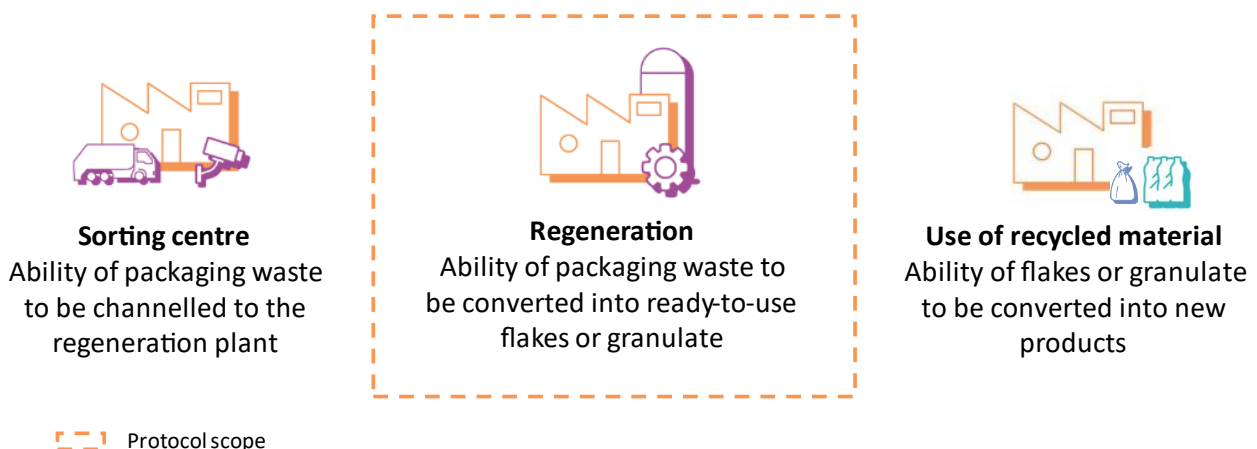 Sorting centre
Ability of packaging waste
to be channelled to the
regeneration plant
Regeneration
Ability of packaging waste to
be converted into ready-to-use
flakes or granulate
Use of recycled material
Ability of flakes or granulate
to be converted into new
products
Protocol scope